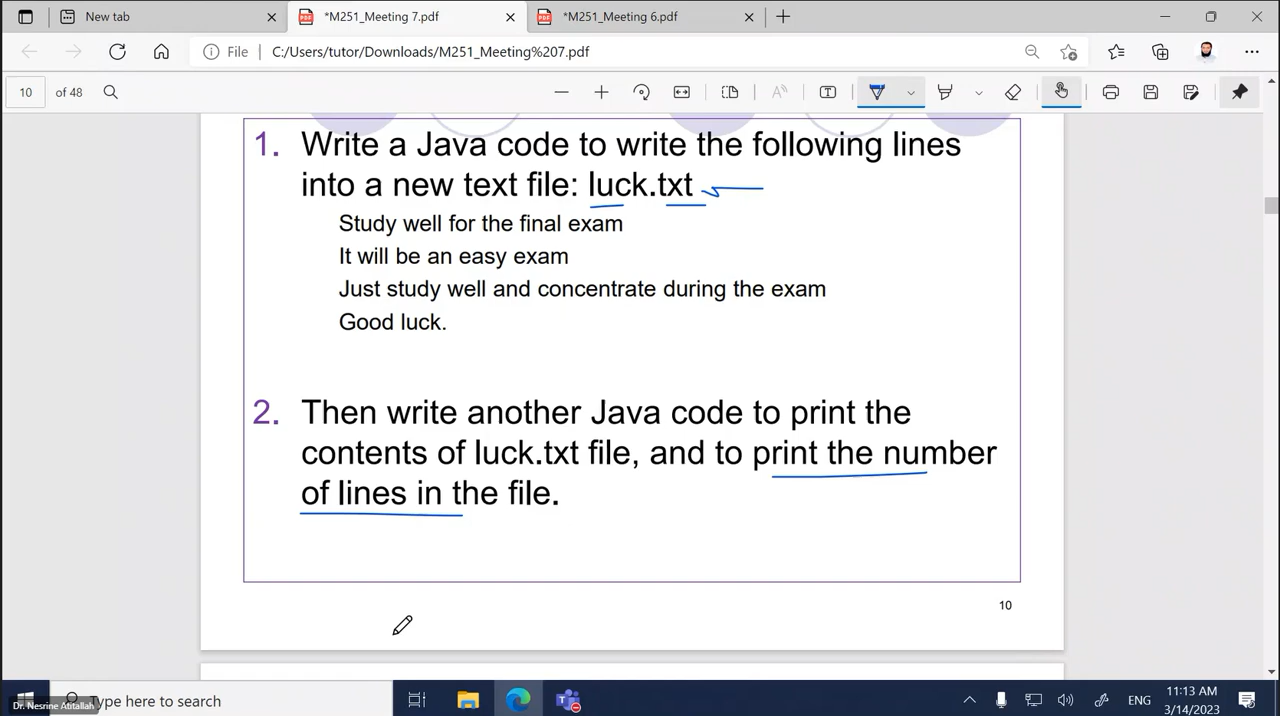 New tab
*M251_Meeting 7.pdf
*M251_Meeting 6.pdf
File C:/Users/tutor/Downloads/M251_Meeting%207.pdf
10 of 48
1. Write a Java code to write the following lines
into a new text file: luck.txt
Study well for the final exam
It will be an easy exam
Just study well and concentrate during the exam
Good luck.
2. Then write another Java code to print the
contents of luck.txt file, and to print the number
of lines in the file.
10
Type here to search
Dr. Nesrine Atitallah
ENG
11:13 AM
3/14/2023